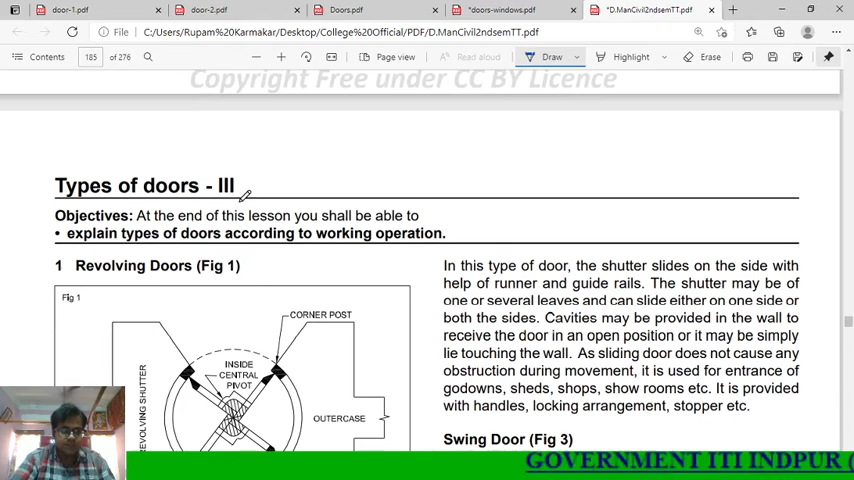 door-1.pdf
door-2.pdf
Doors.pdf
*doors-windows.pdf
*D.ManCivil2ndsemTT.pdf
File
C:/Users/Rupam%20Karmakar/Desktop/College%20Official/PDF/D.ManCivil2ndsemTT.pdf
Contents
185
of 276
Page view
Read aloud
Draw
Highlight
Erase
Copyright Free under CC BY Licence
Types of doors - III
Objectives: At the end of this lesson you shall be able to
• explain types of doors according to working operation.
1 Revolving Doors (Fig 1)
Fig 1
CORNER POST
INSIDE
CENTRAL
PIVOT
REVOLVING SHUTTER
OUTERCASE
In this type of door, the shutter slides on the side with
help of runner and guide rails. The shutter may be of
one or several leaves and can slide either on one side or
both the sides. Cavities may be provided in the wall to
receive the door in an open position or it may be simply
lie touching the wall. As sliding door does not cause any
obstruction during movement, it is used for entrance of
godowns, sheds, shops, show rooms etc. It is provided
with handles, locking arrangement, stopper etc.
Swing Door (Fig 3)
GOVERNMENT ITI INDPUR (